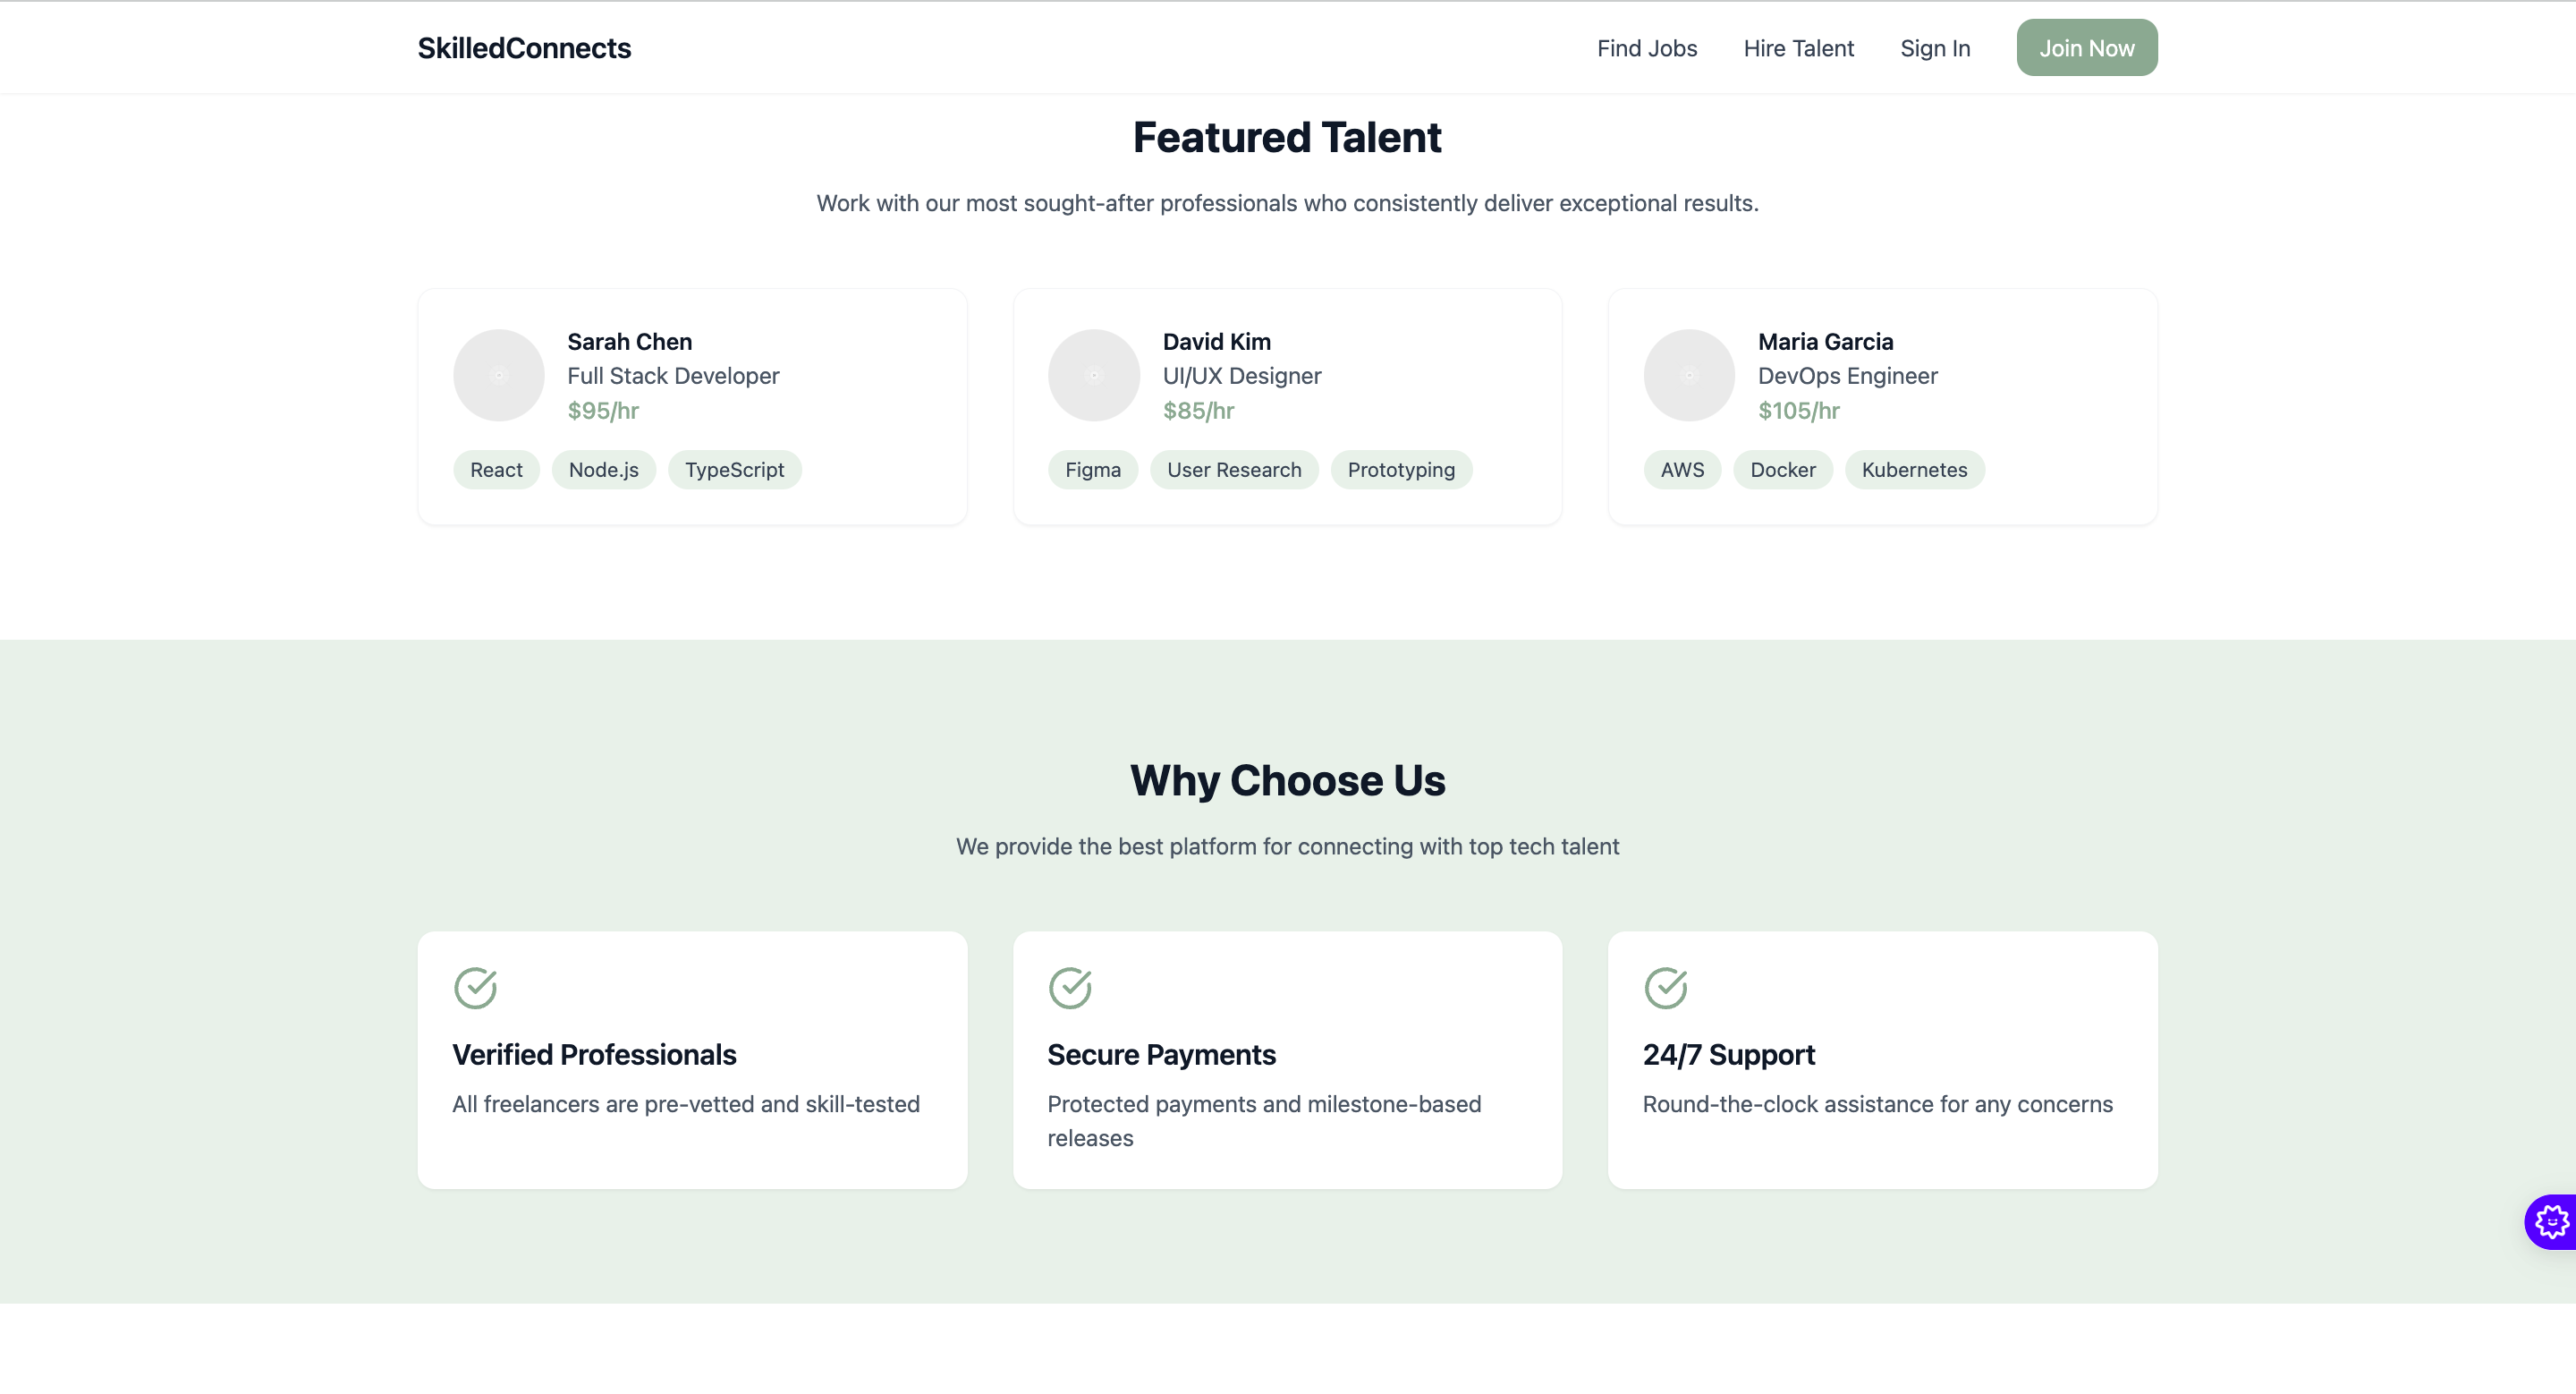 SkilledConnects
Find Jobs
Hire Talent
Sign In
Join Now
Featured Talent
Work with our most sought-after professionals who consistently deliver exceptional results.
Sarah Chen
Full Stack Developer
$95/hr
React
Node.js
TypeScript
David Kim
UI/UX Designer
$85/hr
Figma
User Research
Prototyping
Maria Garcia
DevOps Engineer
$105/hr
AWS
Docker
Kubernetes
Why Choose Us
We provide the best platform for connecting with top tech talent
Verified Professionals
All freelancers are pre-vetted and skill-tested
Secure Payments
Protected payments and milestone-based
releases
24/7 Support
Round-the-clock assistance for any concerns